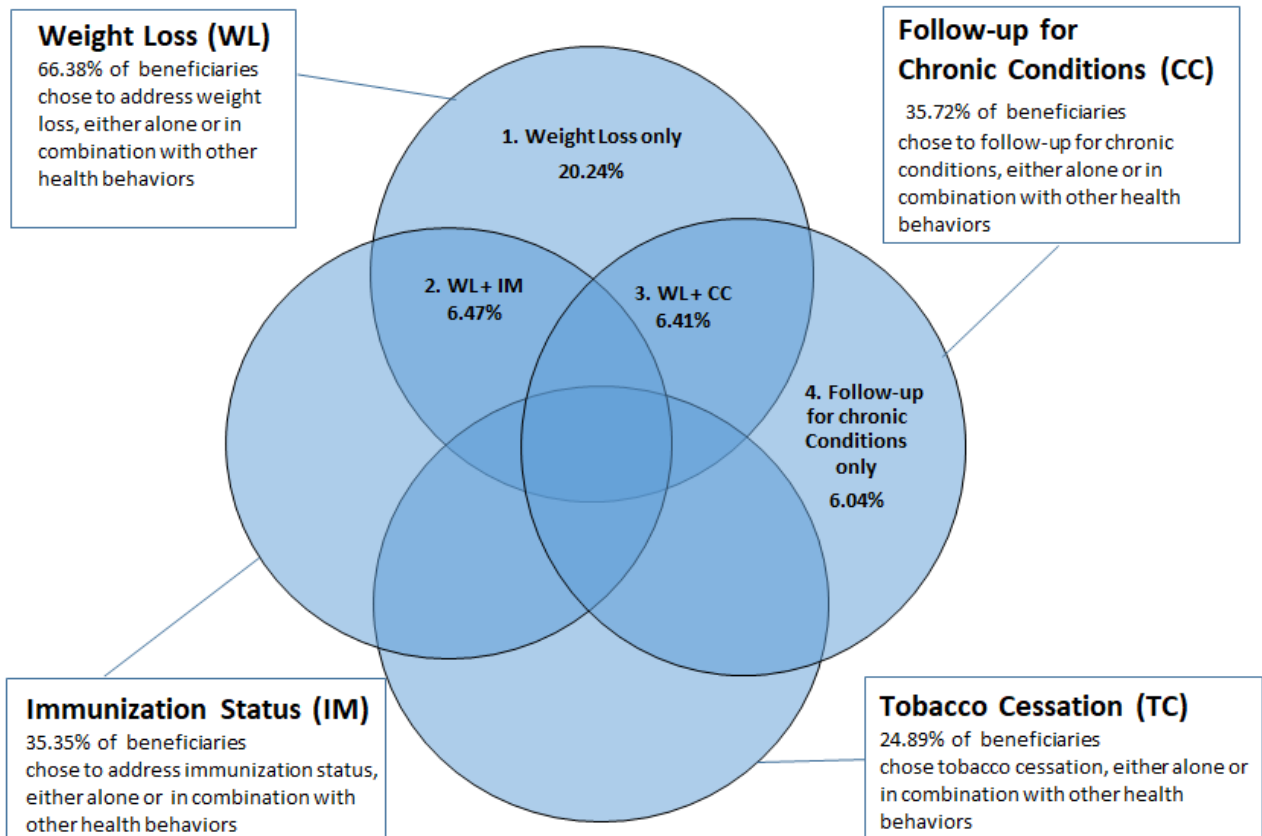 Weight Loss (WL)
66.38% of beneficiaries
chose to address weight
loss, either alone or in
combination with other
health behaviors
Follow-up for
Chronic Conditions (CC)
35.72% of beneficiaries
chose to follow-up for chronic
conditions, either alone or in
combination with other health
behaviors
1. Weight Loss only
20.24%
2. WL + IM
6.47%
3. WL + CC
6.41%
4. Follow-up
for chronic
Conditions
only
6.04%
Immunization Status (IM)
35.35% of beneficiaries
chose to address immunization status,
either alone or in combination with
other health behaviors
Tobacco Cessation (TC)
24.89% of beneficiaries
chose tobacco cessation, either alone or
in combination with other health
behaviors